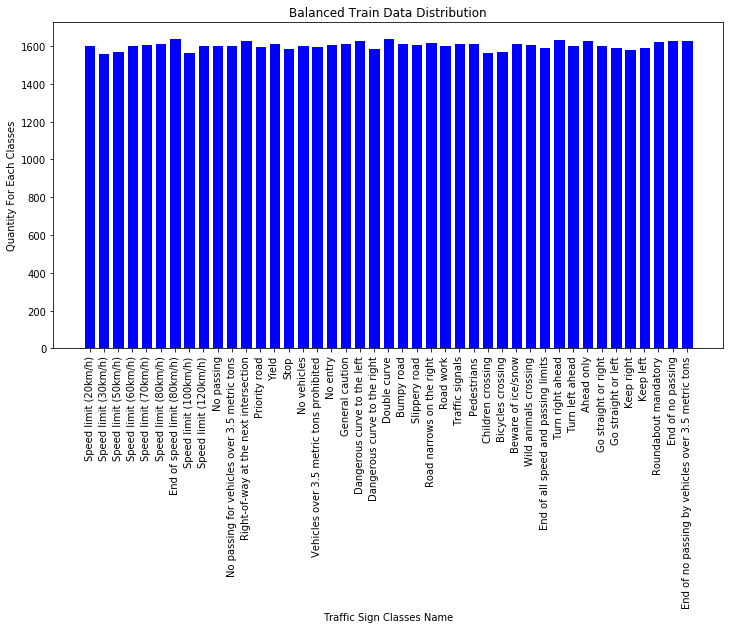 Balanced Train Data Distribution
Quantity For Each Classes
1600
1400
1200
1000
800
600
400
200
0
Speed limit (20km/h)
Speed limit (30km/h)
Speed limit (50km/h)
Speed limit (60km/h)
Speed limit (70km/h)
Speed limit (80km/h)
End of speed limit (80km/h)
Speed limit (100km/h)
Speed limit (120km/h)
No passing
No passing for vehicles over 3.5 metric tons
Right-of-way at the next intersection
Priority road
Yield
Stop
No vehicles
Vehicles over 3.5 metric tons prohibited
No entry
General caution
Dangerous curve to the left
Dangerous curve to the right
Double curve
Bumpy road
Slippery road
Road narrows on the right
Road work
Traffic signals
Pedestrians
Children crossing
Bicycles crossing
Beware of ice/snow
Wild animals crossing
End of all speed and passing limits
Turn right ahead
Turn left ahead
Ahead only
Go straight or right
Go straight or left
Keep right
Keep left
Roundabout mandatory
End of no passing
End of no passing by vehicles over 3.5 metric tons
Traffic Sign Classes Name